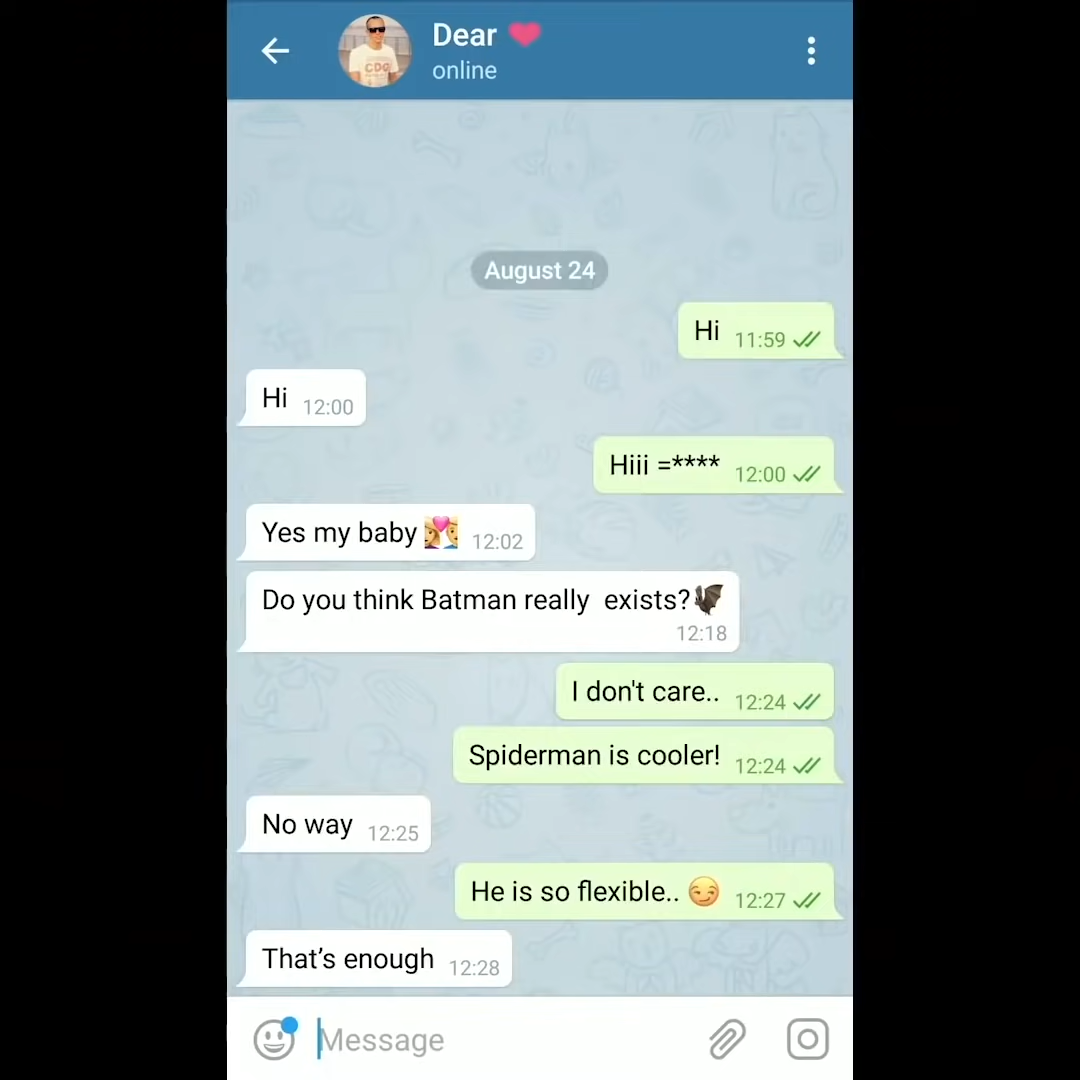 Dear ❤
online
CDG
August 24
Hi 11:59
Hi 12:00
Hiii =**** 12:00
Yes my baby 👩‍❤️‍👨 12:02
Do you think Batman really  exists?🦇
12:18
I don't care.. 12:24
Spiderman is cooler! 12:24
No way 12:25
He is so flexible.. 😏 12:27
That’s enough 12:28
Message